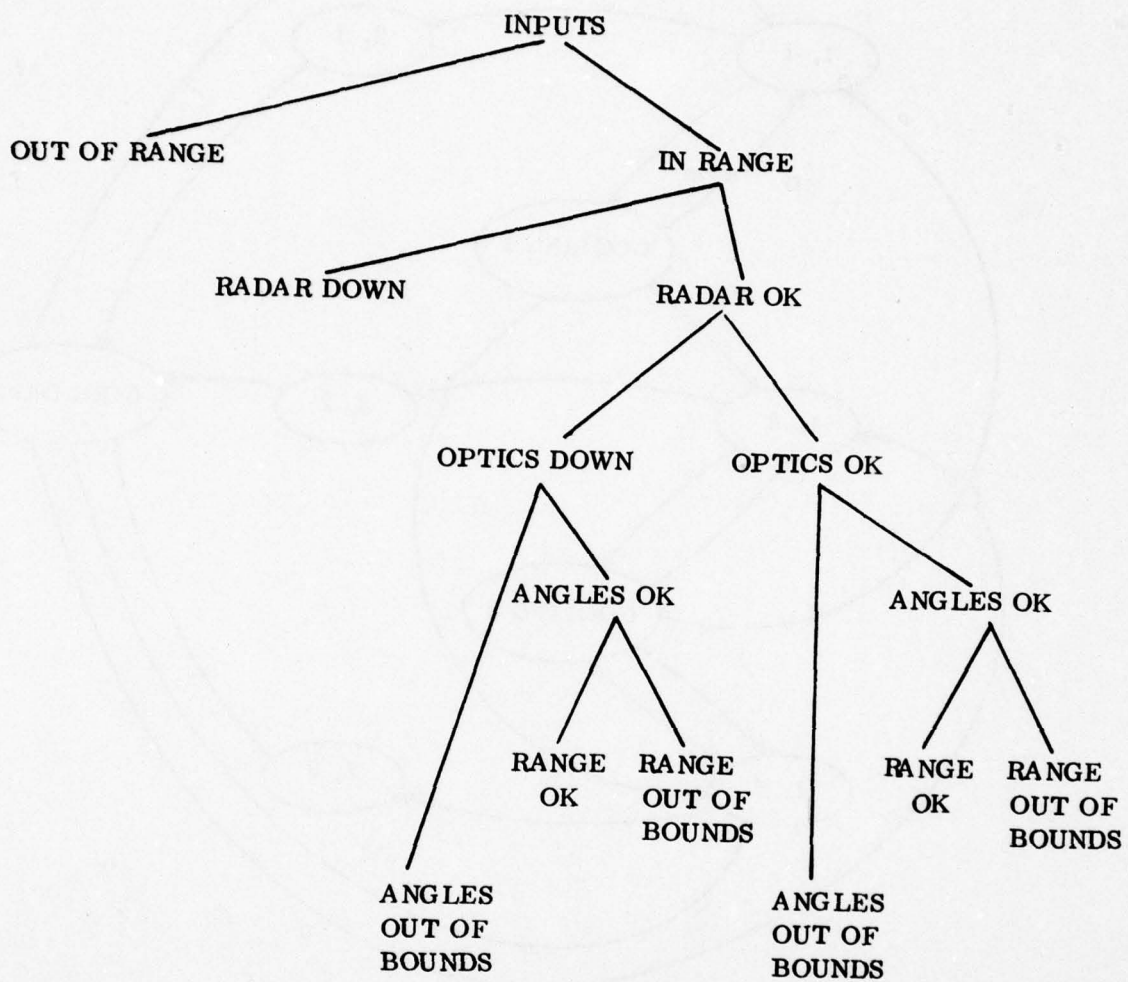 INPUTS
OUT OF RANGE
IN RANGE
RADAR DOWN
RADAR OK
OPTICS DOWN
OPTICS OK
ANGLES OK
ANGLES OK
RANGE
OK
RANGE
OUT OF
BOUNDS
RANGE
OK
RANGE
OUT OF
BOUNDS
ANGLES
OUT OF
BOUNDS
ANGLES
OUT OF
BOUNDS